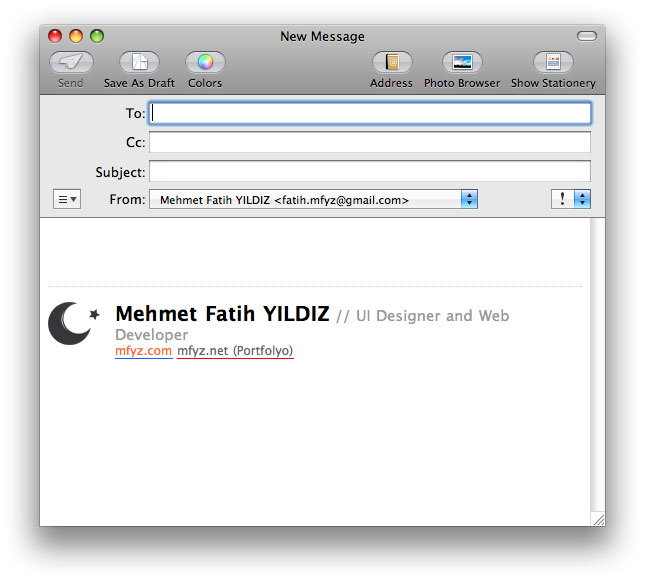 New Message
Send Save As Draft Colors Address Photo Browser Show Stationery
To:
Cc:
Subject:
From: Mehmet Fatih YILDIZ <fatih.mfyz@gmail.com> !
Mehmet Fatih YILDIZ // UI Designer and Web
Developer
mfyz.com mfyz.net (Portfolyo)